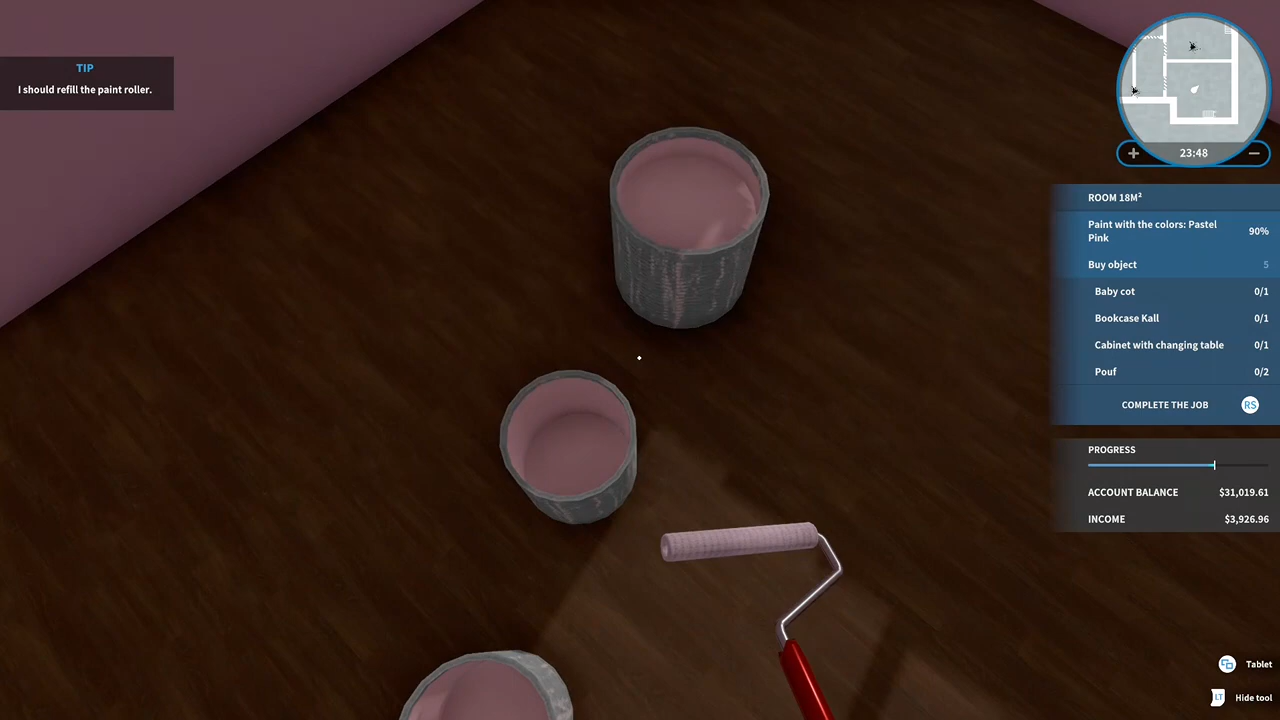 TIP
I should refill the paint roller.
23:48
ROOM 18M²
Paint with the colors: Pastel
Pink
90%
Buy object 5
Baby cot 0/1
Bookcase Kall 0/1
Cabinet with changing table 0/1
Pouf 0/2
COMPLETE THE JOB RS
PROGRESS
ACCOUNT BALANCE $31,019.61
INCOME $3,926.96
Tablet
LT Hide tool